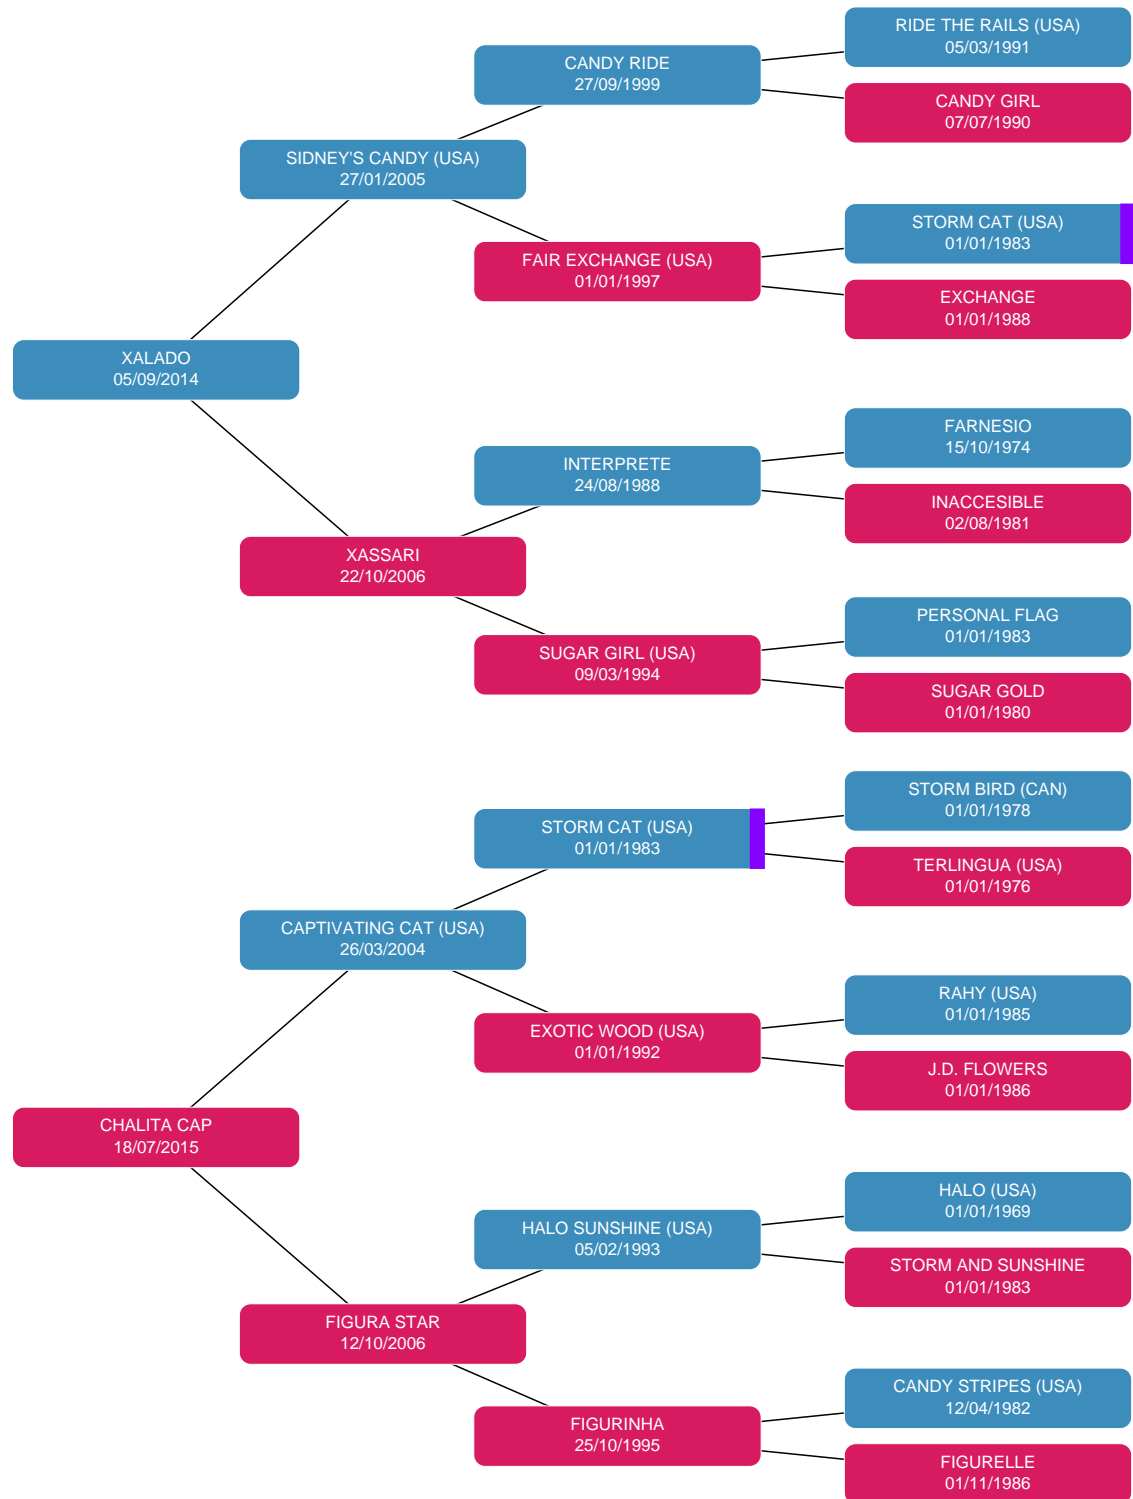 RIDE THE RAILS (USA)
05/03/1991
CANDY RIDE
27/09/1999
CANDY GIRL
07/07/1990
SIDNEY'S CANDY (USA)
27/01/2005
STORM CAT (USA)
01/01/1983
FAIR EXCHANGE (USA)
01/01/1997
EXCHANGE
01/01/1988
XALADO
05/09/2014
FARNESIO
15/10/1974
INTERPRETE
24/08/1988
INACCESIBLE
02/08/1981
XASSARI
22/10/2006
PERSONAL FLAG
01/01/1983
SUGAR GIRL (USA)
09/03/1994
SUGAR GOLD
01/01/1980
STORM BIRD (CAN)
01/01/1978
STORM CAT (USA)
01/01/1983
TERLINGUA (USA)
01/01/1976
CAPTIVATING CAT (USA)
26/03/2004
RAHY (USA)
01/01/1985
EXOTIC WOOD (USA)
01/01/1992
J.D. FLOWERS
01/01/1986
CHALITA CAP
18/07/2015
HALO (USA)
01/01/1969
HALO SUNSHINE (USA)
05/02/1993
STORM AND SUNSHINE
01/01/1983
FIGURA STAR
12/10/2006
CANDY STRIPES (USA)
12/04/1982
FIGURINHA
25/10/1995
FIGURELLE
01/11/1986